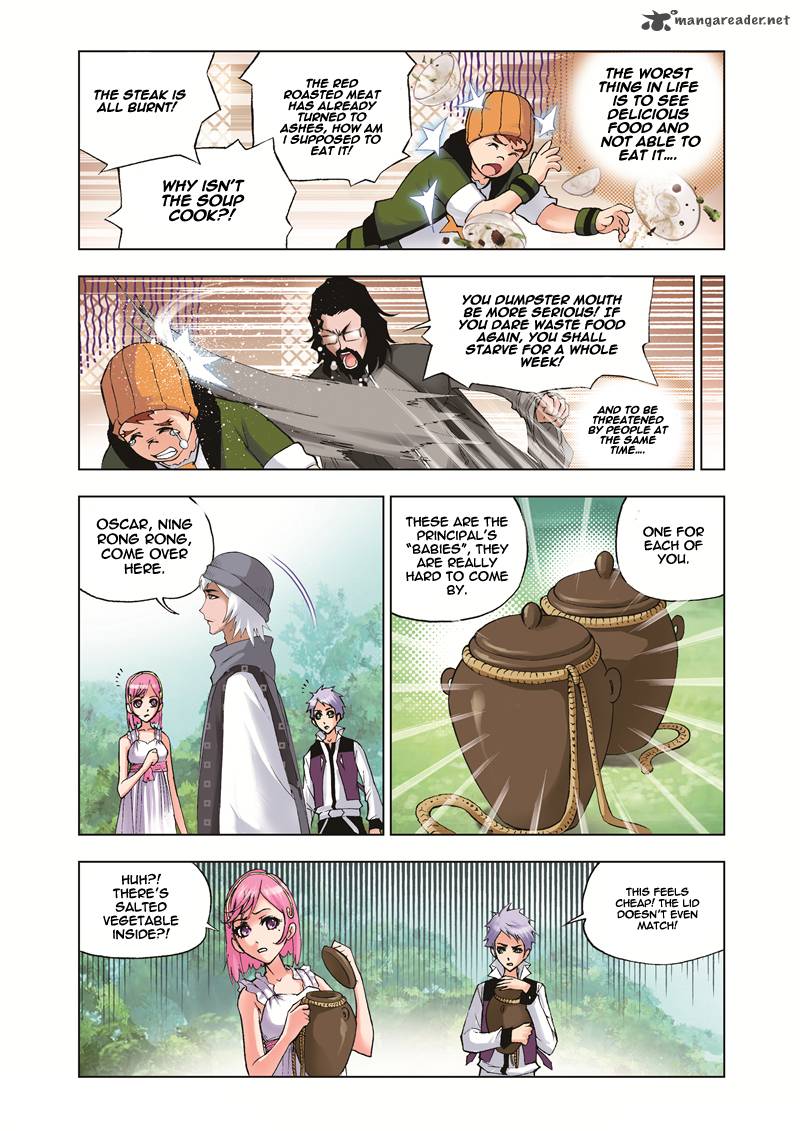 mangareader.net
THE STEAK IS
ALL BURNT!
THE RED
ROASTED MEAT
HAS ALREADY
TURNED TO
ASHES, HOW AM
I SUPPOSED TO
EAT IT!
THE WORST
THING IN LIFE
IS TO SEE
DELICIOUS
FOOD AND
NOT ABLE TO
EAT IT....
WHY ISN'T
THE SOUP
COOK?!
YOU DUMPSTER MOUTH
BE MORE SERIOUS! IF
YOU DARE WASTE FOOD
AGAIN, YOU SHALL
STARVE FOR A WHOLE
WEEK!
AND TO BE
THREATENED
BY PEOPLE AT
THE SAME
TIME....
OSCAR, NING
RONG RONG,
COME OVER
HERE.
THESE ARE THE
PRINCIPAL'S
"BABIES", THEY
ARE REALLY
HARD TO COME
BY.
ONE FOR
EACH OF
YOU.
HUH?!
THERE'S
SALTED
VEGETABLE
INSIDE?!
THIS FEELS
CHEAP! THE LID
DOESN'T EVEN
MATCH!